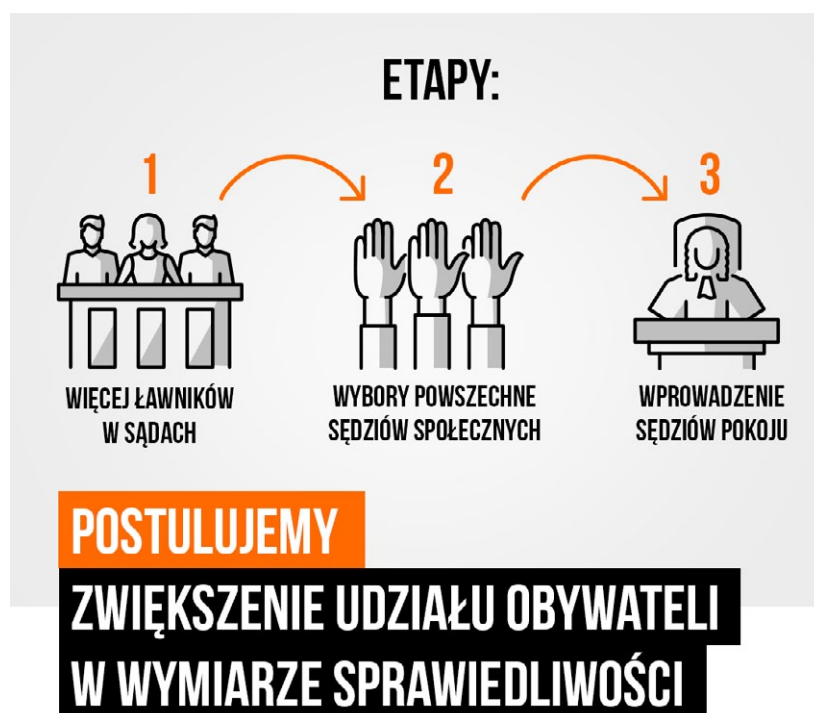 ETAPY:
1
2
3
WIĘCEJ ŁAWNIKÓW
W SĄDACH
WYBORY POWSZECHNE
SĘDZIÓW SPOŁECZNYCH
WPROWADZENIE
SĘDZIÓW POKOJU
POSTULUJEMY
ZWIĘKSZENIE UDZIAŁU OBYWATELI
W WYMIARZE SPRAWIEDLIWOŚCI